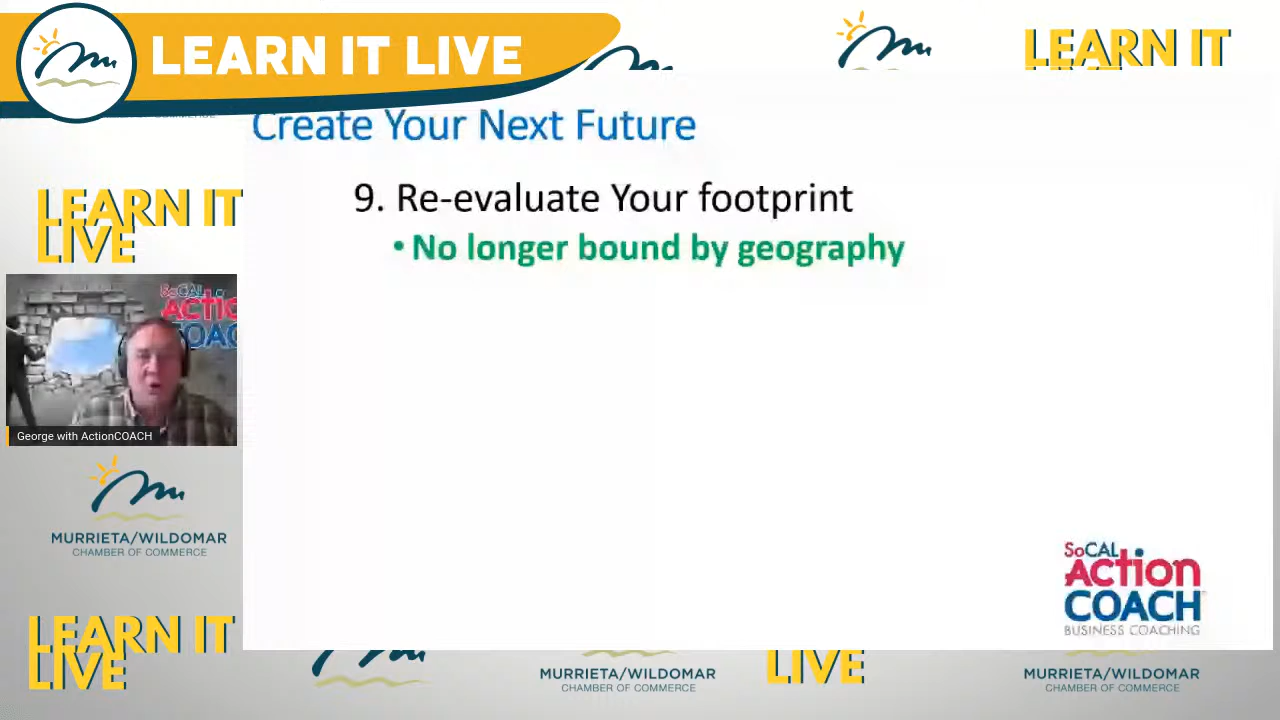 LEARN IT LIVE
LEARN IT
Create Your Next Future
9. Re-evaluate Your footprint
• No longer bound by geography
LEARN IT
LIVE
SoCAL
ACTION
COAC
George with ActionCOACH
MURRIETA/WILDOMAR
CHAMBER OF COMMERCE
SoCAL
ACTION
COACH
BUSINESS COACHING
LEARN IT
LIVE
MURRIETA/WILDOMAR
CHAMBER OF COMMERCE
LIVE
MURRIETA/WILDOMAR
CHAMBER OF COMMERCE